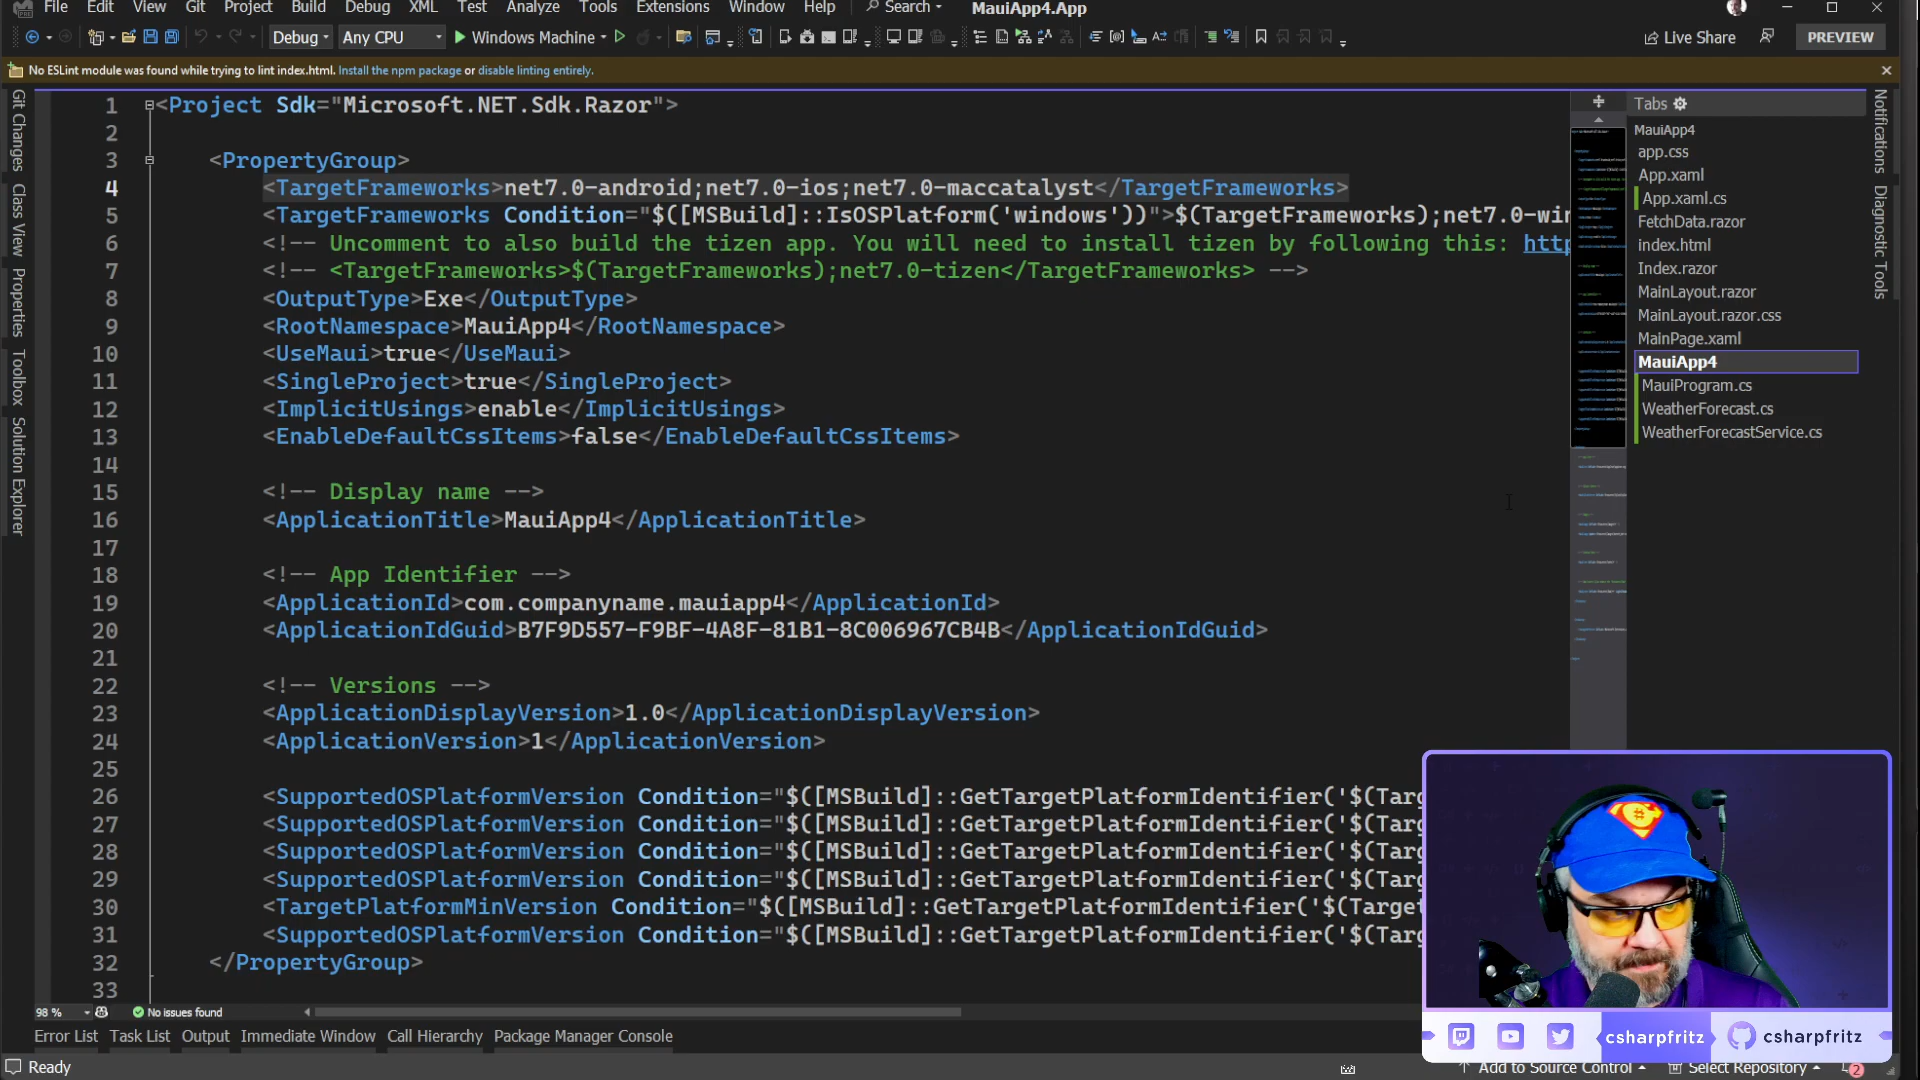 File Edit View Git Project Build Debug XML Test Analyze Tools Extensions Window Help Search MauiApp4.App
Debug Any CPU Windows Machine Live Share PREVIEW
No ESLint module was found while trying to lint index.html. Install the npm package or disable linting entirely.
Git Changes
Class View
Properties
Toolbox
Solution Explorer
1 <Project Sdk="Microsoft.NET.Sdk.Razor">
2
3 <PropertyGroup>
4 <TargetFrameworks>net7.0-android;net7.0-ios;net7.0-maccatalyst</TargetFrameworks>
5 <TargetFrameworks Condition="$([MSBuild]::IsOSPlatform('windows'))">$(TargetFrameworks);net7.0-win
6 <!-- Uncomment to also build the tizen app. You will need to install tizen by following this: http
7 <!-- <TargetFrameworks>$(TargetFrameworks);net7.0-tizen</TargetFrameworks> -->
8 <OutputType>Exe</OutputType>
9 <RootNamespace>MauiApp4</RootNamespace>
10 <UseMaui>true</UseMaui>
11 <SingleProject>true</SingleProject>
12 <ImplicitUsings>enable</ImplicitUsings>
13 <EnableDefaultCssItems>false</EnableDefaultCssItems>
14
15 <!-- Display name -->
16 <ApplicationTitle>MauiApp4</ApplicationTitle>
17
18 <!-- App Identifier -->
19 <ApplicationId>com.companyname.mauiapp4</ApplicationId>
20 <ApplicationIdGuid>B7F9D557-F9BF-4A8F-81B1-8C006967CB4B</ApplicationIdGuid>
21
22 <!-- Versions -->
23 <ApplicationDisplayVersion>1.0</ApplicationDisplayVersion>
24 <ApplicationVersion>1</ApplicationVersion>
25
26 <SupportedOSPlatformVersion Condition="$([MSBuild]::GetTargetPlatformIdentifier('$(Targ
27 <SupportedOSPlatformVersion Condition="$([MSBuild]::GetTargetPlatformIdentifier('$(Targ
28 <SupportedOSPlatformVersion Condition="$([MSBuild]::GetTargetPlatformIdentifier('$(Targ
29 <SupportedOSPlatformVersion Condition="$([MSBuild]::GetTargetPlatformIdentifier('$(Targ
30 <TargetPlatformMinVersion Condition="$([MSBuild]::GetTargetPlatformIdentifier('$(Target
31 <SupportedOSPlatformVersion Condition="$([MSBuild]::GetTargetPlatformIdentifier('$(Targ
32 </PropertyGroup>
33
Tabs
MauiApp4
app.css
App.xaml
App.xaml.cs
FetchData.razor
index.html
Index.razor
MainLayout.razor
MainLayout.razor.css
MainPage.xaml
MauiApp4
MauiProgram.cs
WeatherForecast.cs
WeatherForecastService.cs
Notifications
Diagnostic Tools
98 % No issues found
Error List Task List Output Immediate Window Call Hierarchy Package Manager Console
csharpfritz csharpfritz
Ready Add to Source Control Select Repository 2